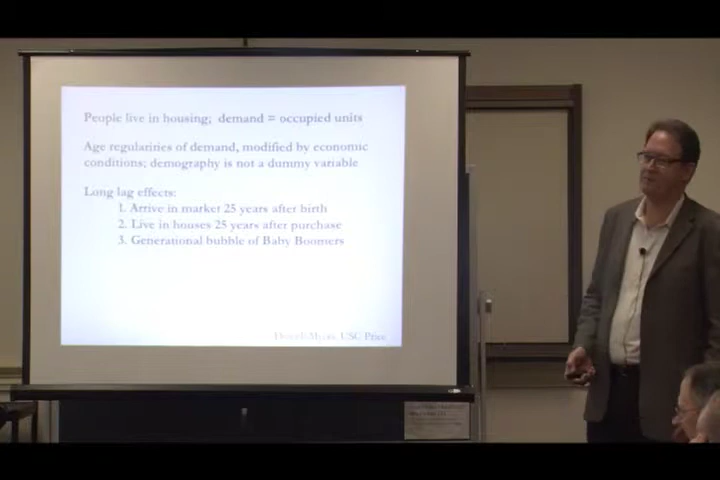 People live in housing; demand = occupied units
Age regularities of demand, modified by economic
conditions; demography is not a dummy variable
Long lag effects:
1. Arrive in market 25 years after birth
2. Live in houses 25 years after purchase
3. Generational bubble of Baby Boomers
Dowell Myers, USC Price